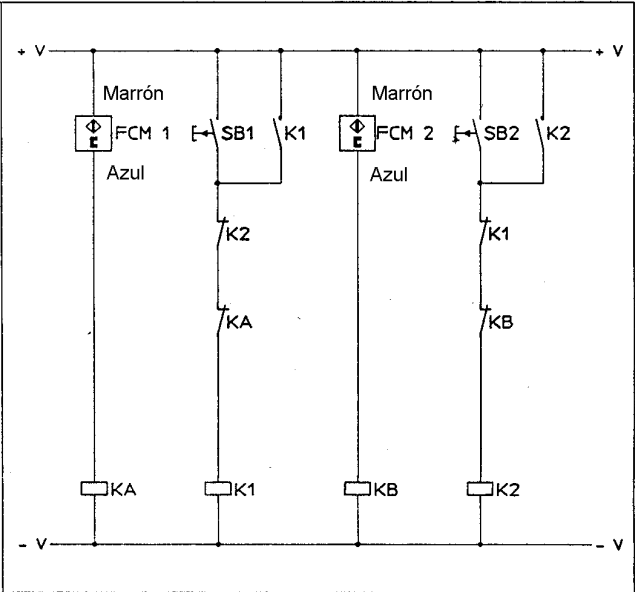 + V + V
Marrón Marrón
FCM 1 SB1 K1 FCM 2 SB2 K2
Azul Azul
K2 K1
KA KB
KA K1 KB K2
- V - V